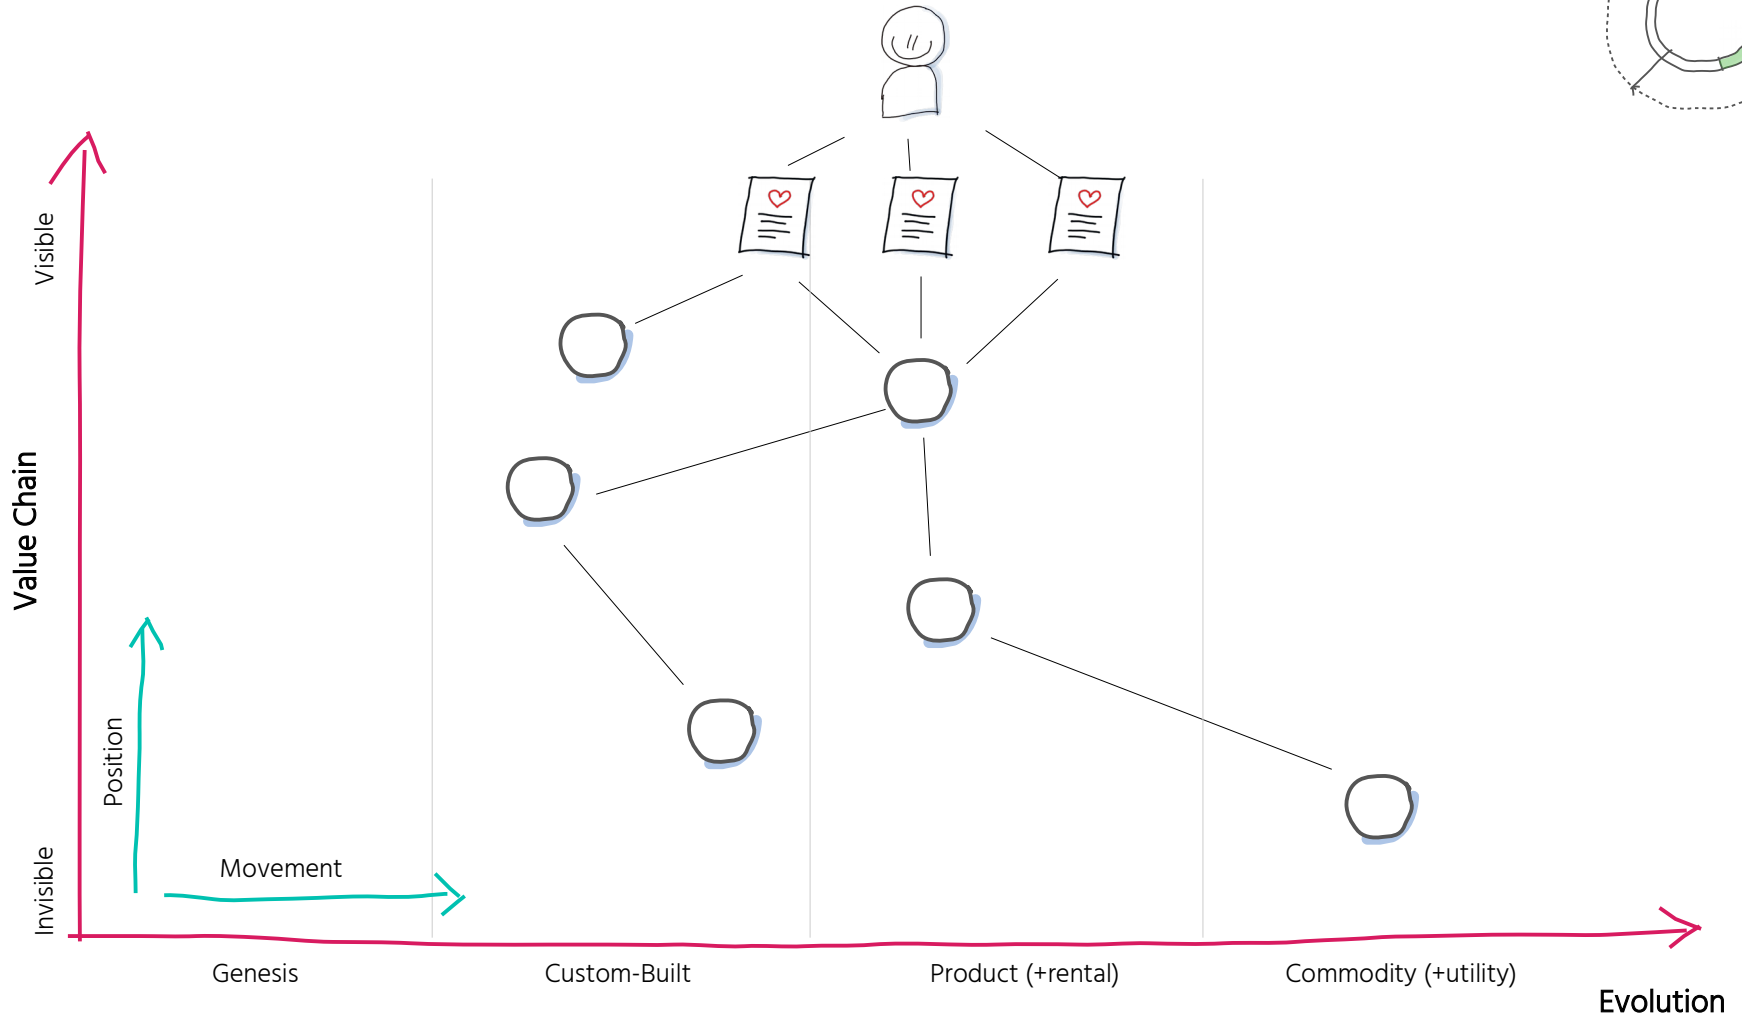 Visible
Value Chain
Position
Movement
Invisible
Genesis
Custom-Built
Product (+rental)
Commodity (+utility)
Evolution